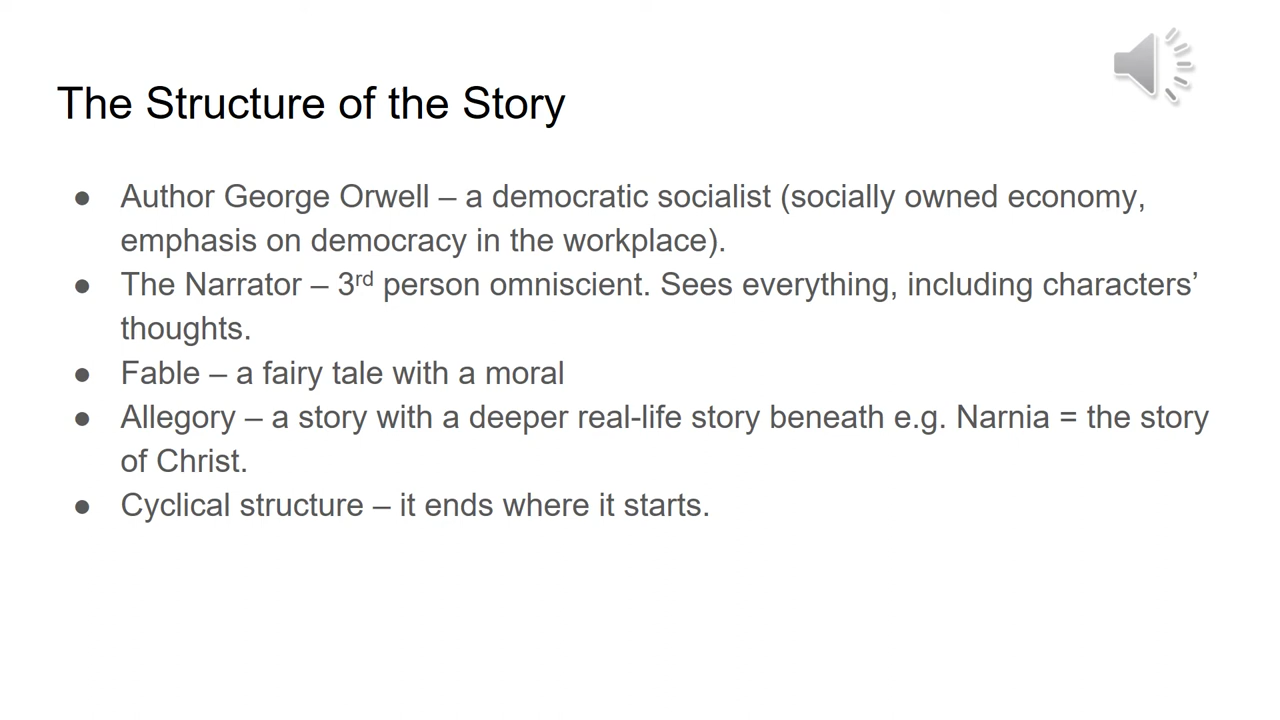 The Structure of the Story
● Author George Orwell – a democratic socialist (socially owned economy,
emphasis on democracy in the workplace).
● The Narrator – 3rd person omniscient. Sees everything, including characters’
thoughts.
● Fable – a fairy tale with a moral
● Allegory – a story with a deeper real-life story beneath e.g. Narnia = the story
of Christ.
● Cyclical structure – it ends where it starts.